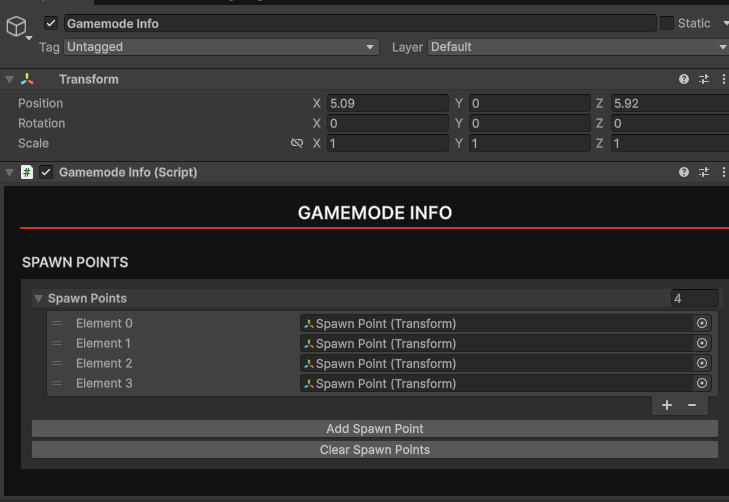 Gamemode Info Static
Tag Untagged Layer Default
Transform
Position X 5.09 Y 0 Z 5.92
Rotation X 0 Y 0 Z 0
Scale X 1 Y 1 Z 1
# Gamemode Info (Script)
GAMEMODE INFO
SPAWN POINTS
Spawn Points 4
Element 0 Spawn Point (Transform)
Element 1 Spawn Point (Transform)
Element 2 Spawn Point (Transform)
Element 3 Spawn Point (Transform)
+ −
Add Spawn Point
Clear Spawn Points